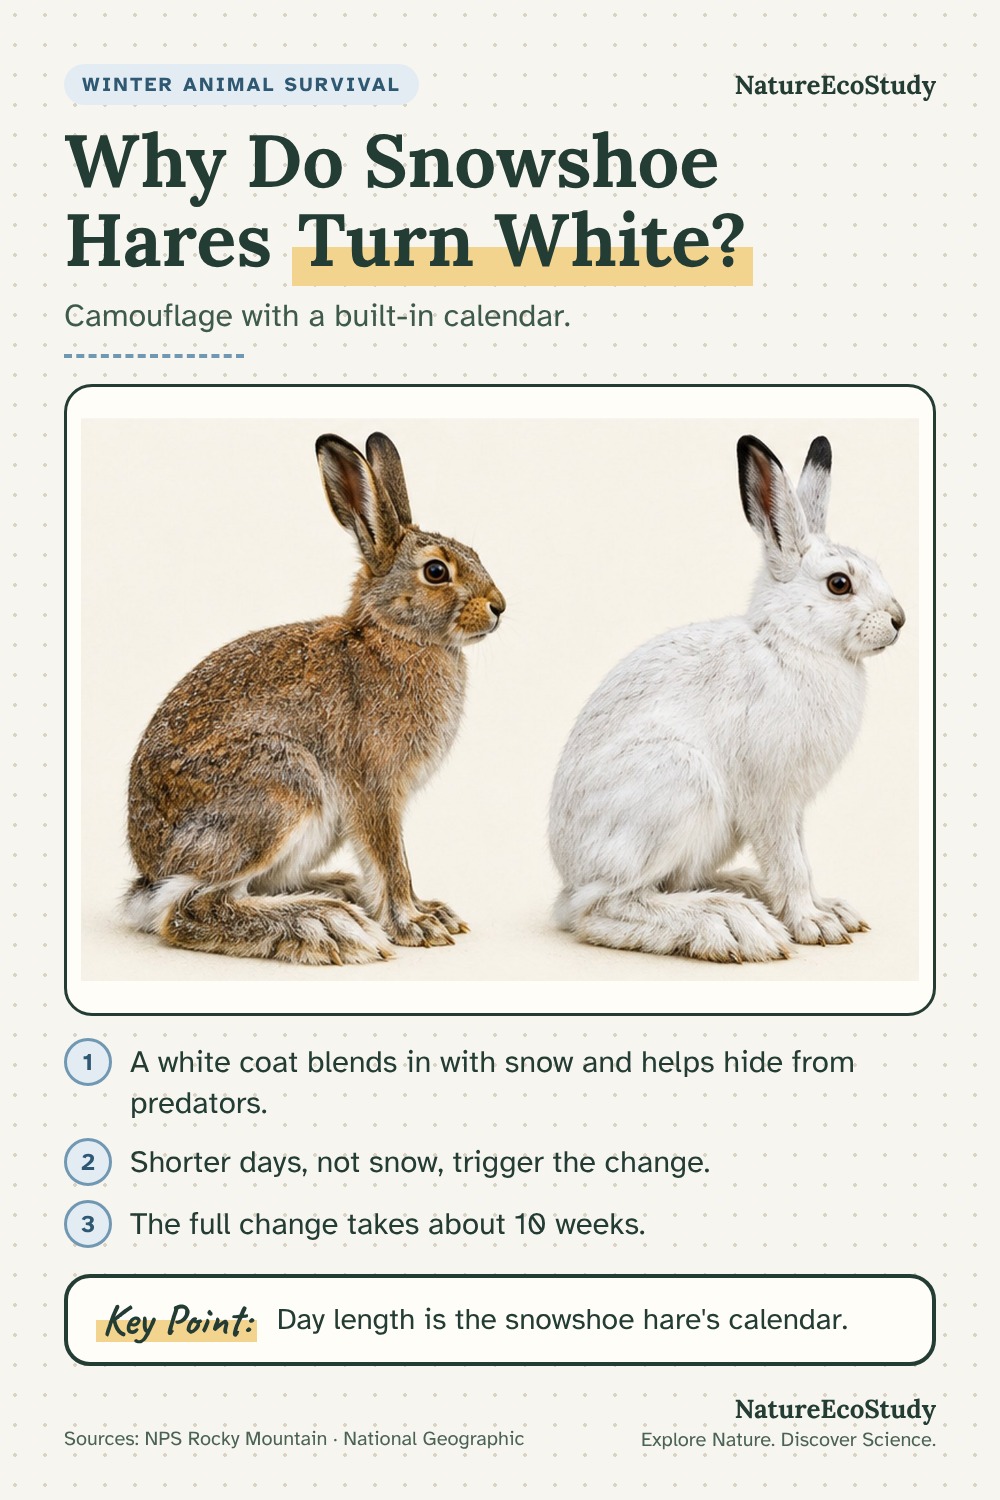 WINTER ANIMAL SURVIVAL
NatureEcoStudy
Why Do Snowshoe
Hares Turn White?
Camouflage with a built-in calendar.
1 A white coat blends in with snow and helps hide from
predators.
2 Shorter days, not snow, trigger the change.
3 The full change takes about 10 weeks.
Key Point: Day length is the snowshoe hare's calendar.
NatureEcoStudy
Sources: NPS Rocky Mountain · National Geographic
Explore Nature. Discover Science.